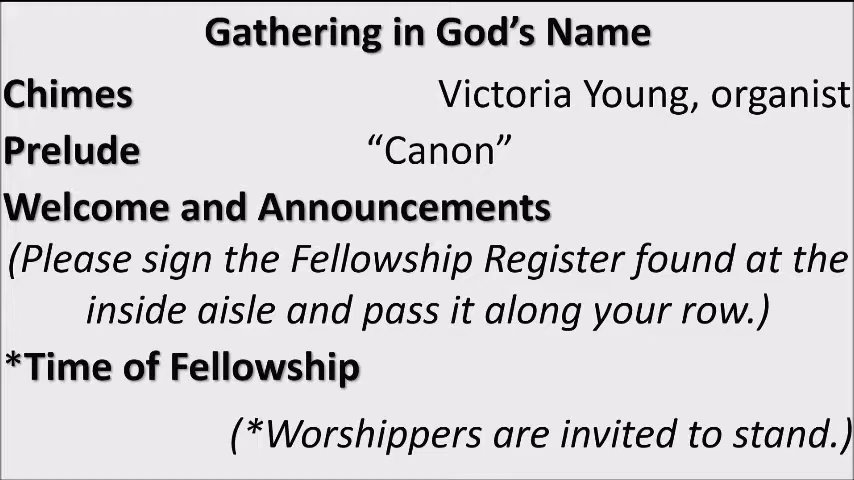 Gathering in God’s Name
Chimes Victoria Young, organist
Prelude “Canon”
Welcome and Announcements
(Please sign the Fellowship Register found at the
inside aisle and pass it along your row.)
*Time of Fellowship
(*Worshippers are invited to stand.)